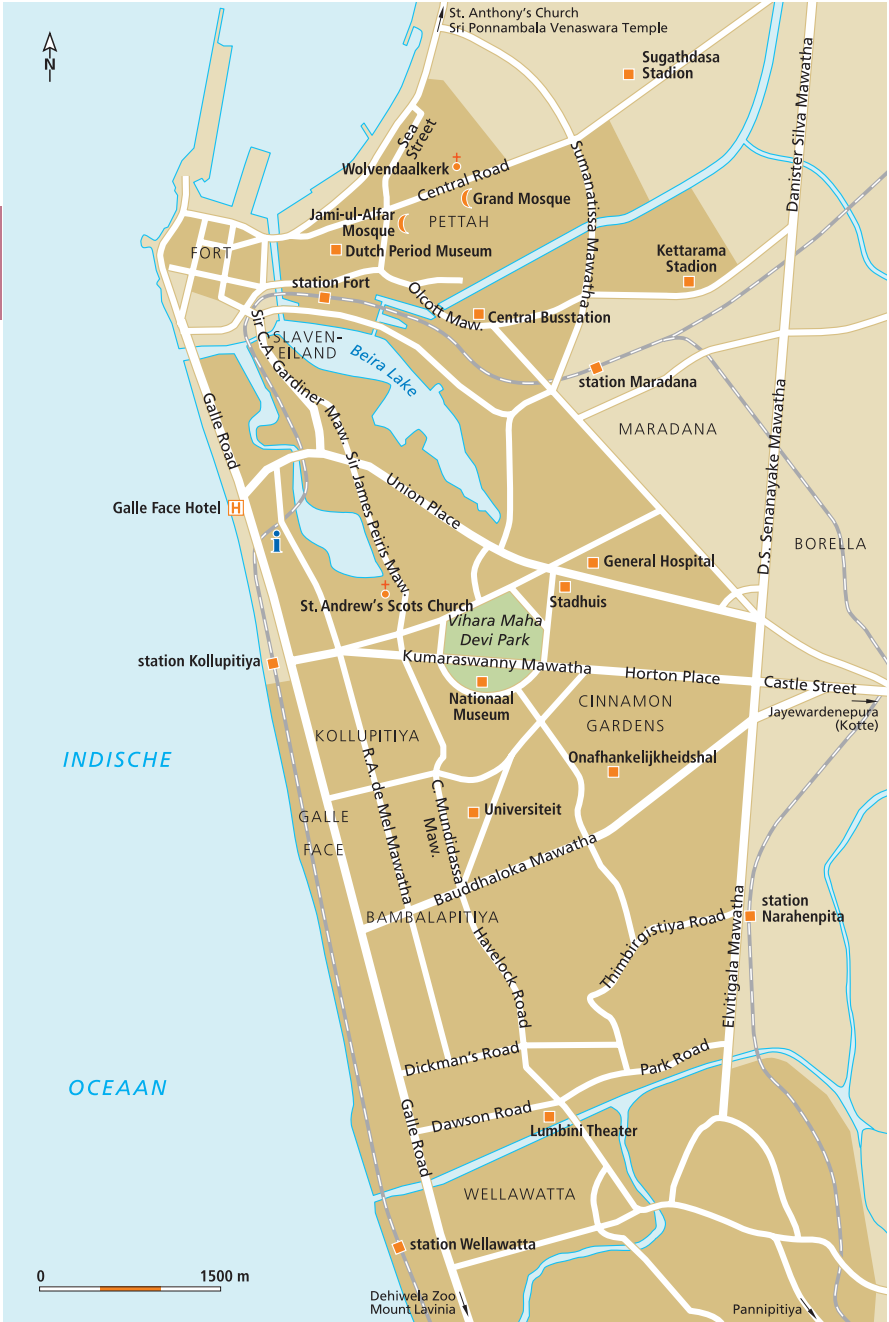 St. Anthony's Church
Sri Ponnambala Venaswara Temple
N
Sugathdasa
Stadion
Danister Silva Mawatha
Sea
Street
Wolvendaalkerk
Central Road
Sumanatissa Mawatha
Grand Mosque
Jami-ul-Alfar
Mosque
PETTAH
FORT
Dutch Period Museum
Kettarama
Stadion
station Fort
Olcott Maw.
Central Busstation
Sir C.A. Gardiner Maw.
SLAVEN-
EILAND
Beira Lake
station Maradana
Galle Road
MARADANA
D.S. Senanayake Mawatha
Sir James Peiris Maw.
Union Place
Galle Face Hotel
H
i
BORELLA
General Hospital
Stadhuis
St. Andrew's Scots Church
Vihara Maha
Devi Park
station Kollupitiya
Kumaraswanny Mawatha
Horton Place
Castle Street
Nationaal
Museum
CINNAMON
GARDENS
Jayewardenepura
(Kotte)
KOLLUPITIYA
INDISCHE
R.A. de Mel Mawatha
Onafhankelijkheidshal
C. Mundidassa
Maw.
Universiteit
GALLE
FACE
Bauddhaloka Mawatha
BAMBALAPITIYA
station
Narahenpita
Havelock Road
Thimbirgistiya Road
Elvitigala Mawatha
Dickman's Road
Park Road
OCEAAN
Galle Road
Dawson Road
Lumbini Theater
WELLAWATTA
station Wellawatta
0 1500 m
Dehiwela Zoo
Mount Lavinia
Pannipitiya